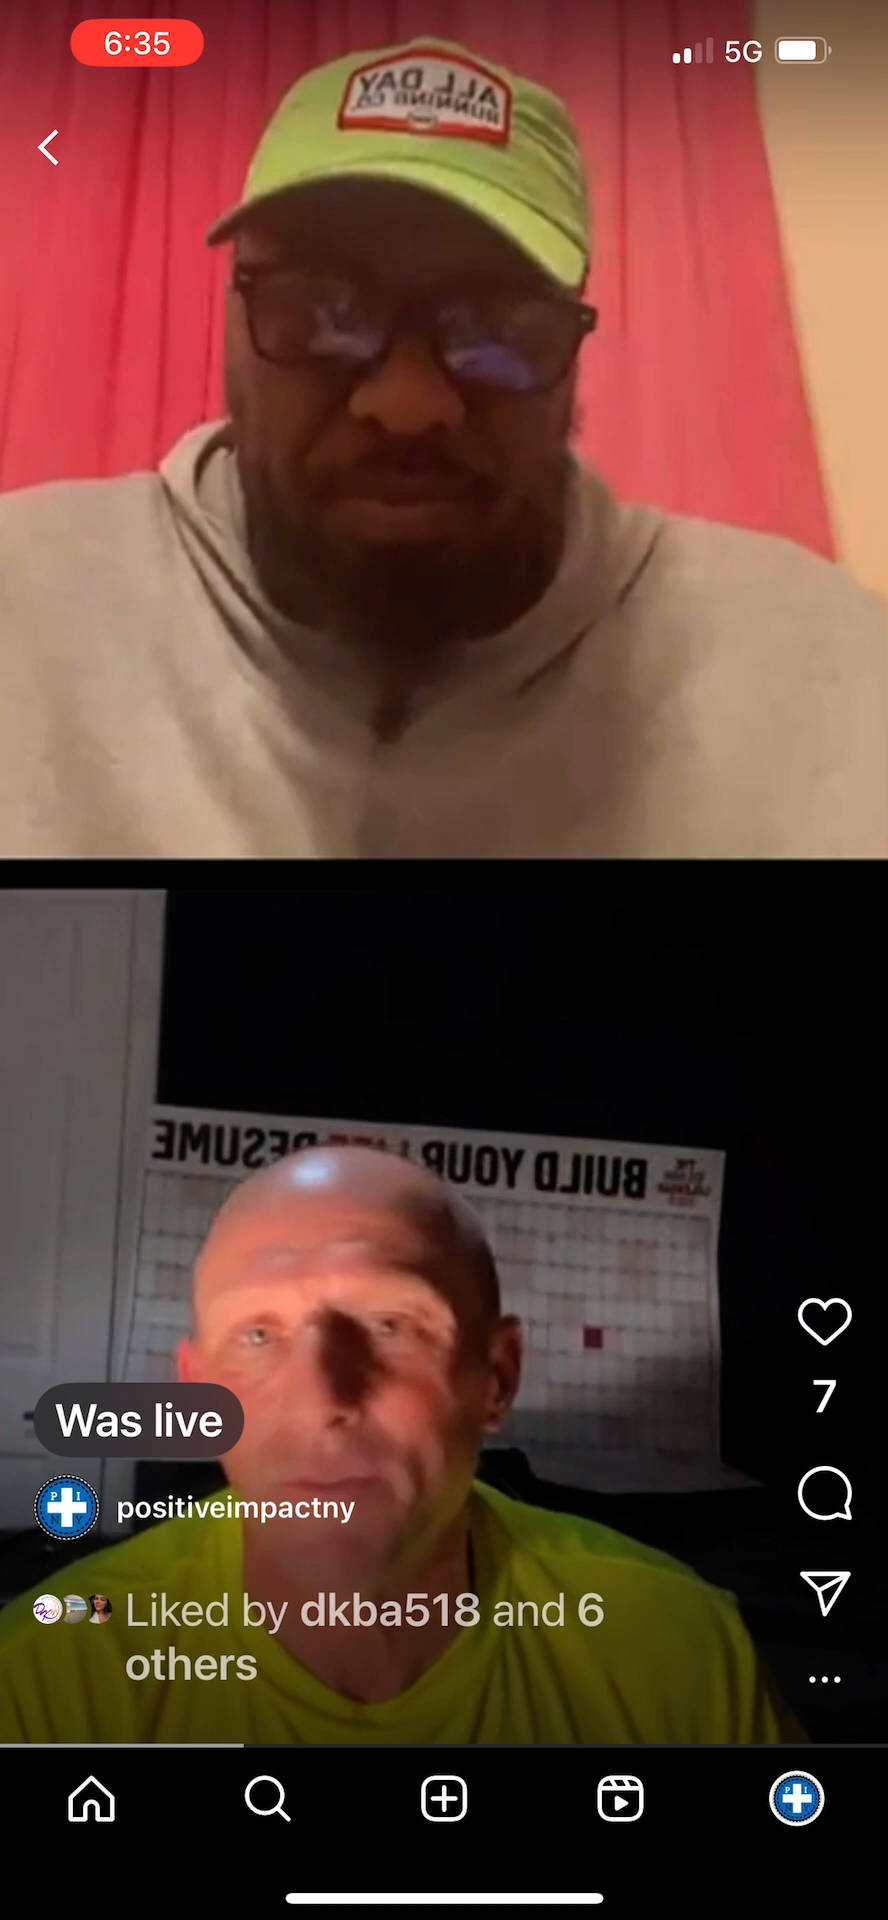 6:35
5G
ALL DAY
RUNNING CO.
BUILD YOUR LIFE RESUME
Was live
positiveimpactny
Liked by dkba518 and 6
others
7